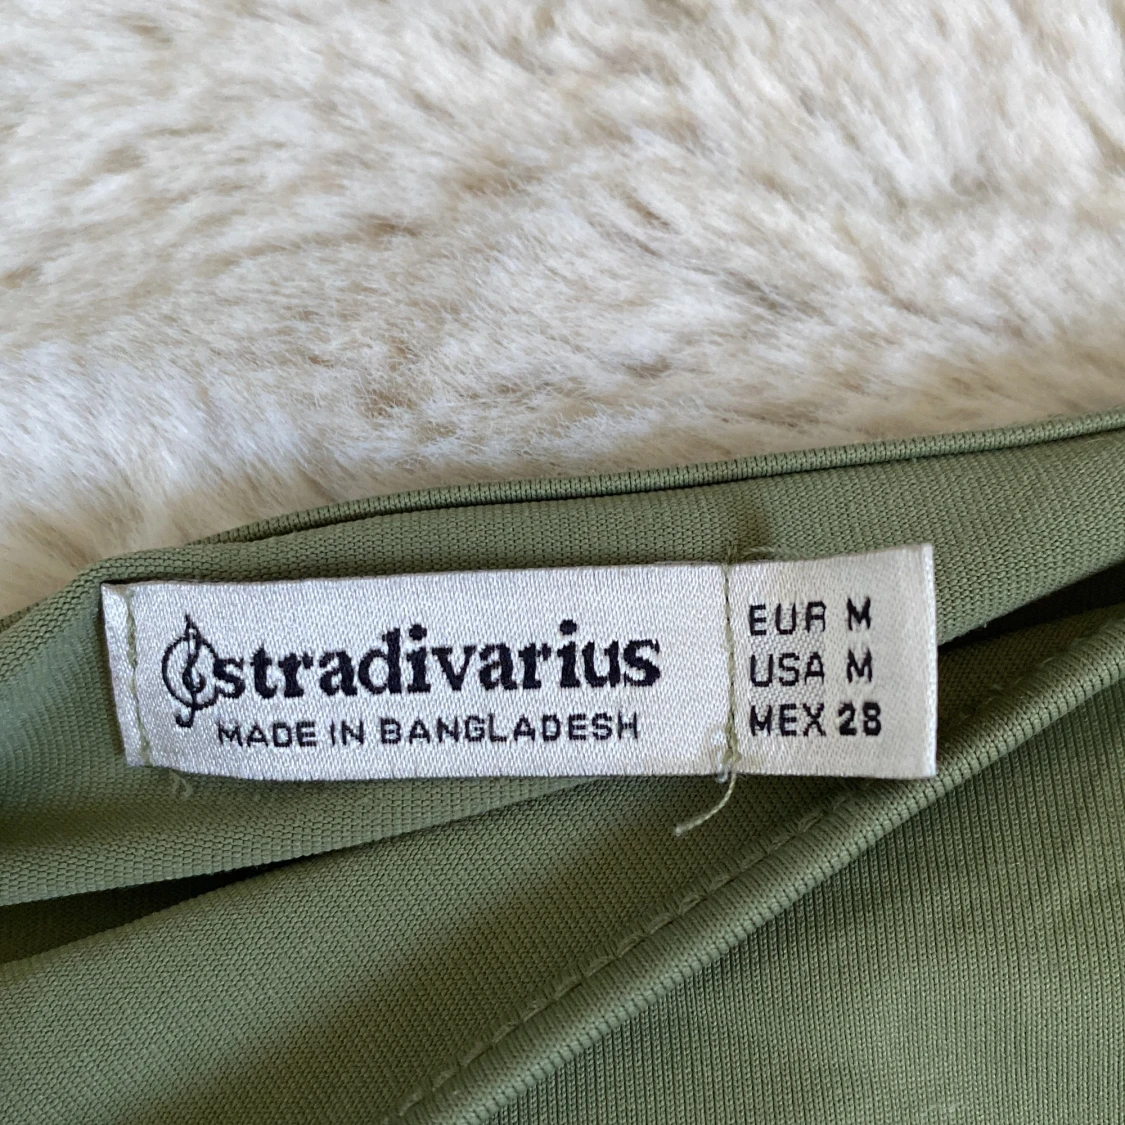 stradivarius
MADE IN BANGLADESH
EUR M
USA M
MEX 28